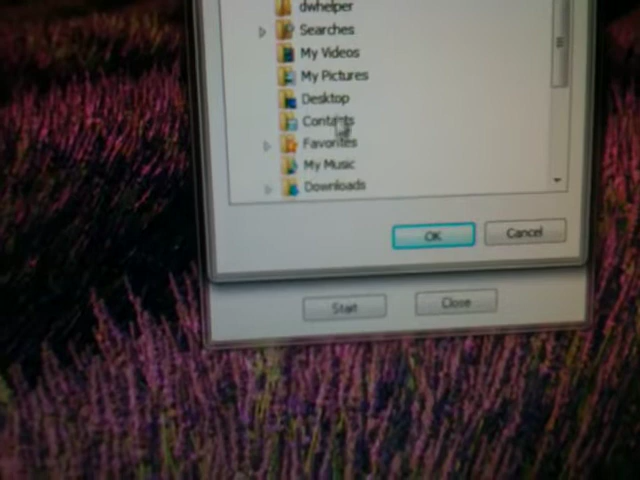 dwhelper
Searches
My Videos
My Pictures
Desktop
Contacts
Favorites
My Music
Downloads
OK
Cancel
Start
Close